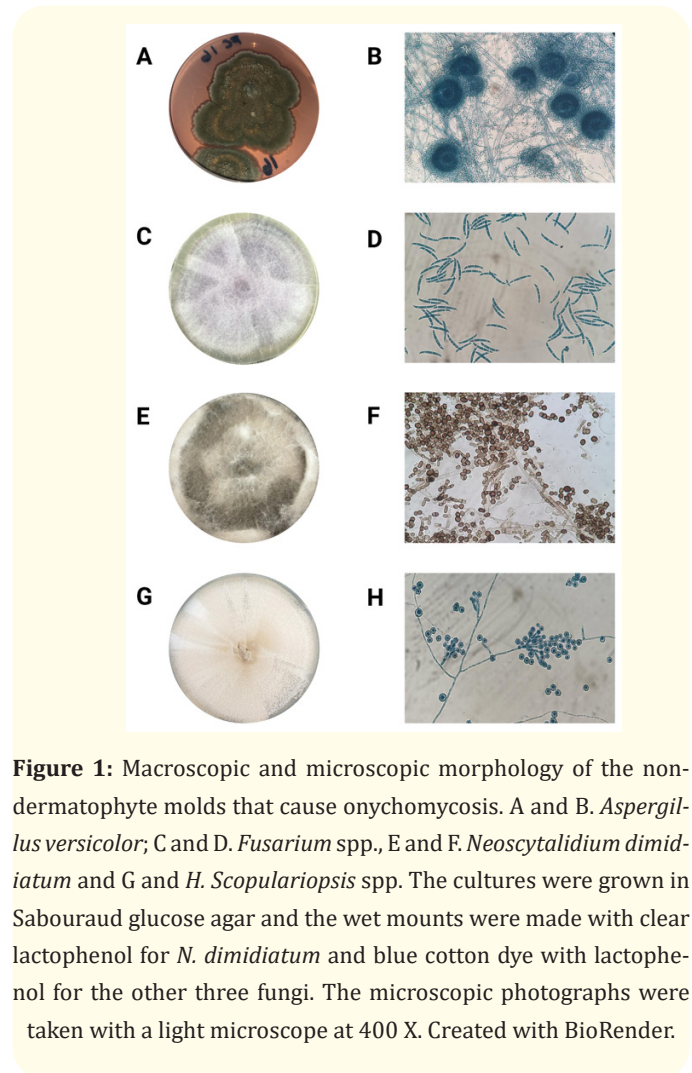 A
B
C
D
E
F
G
H
Figure 1: Macroscopic and microscopic morphology of the non-
dermatophyte molds that cause onychomycosis. A and B. Aspergil-
lus versicolor; C and D. Fusarium spp., E and F. Neoscytalidium dimid-
iatum and G and H. Scopulariopsis spp. The cultures were grown in
Sabouraud glucose agar and the wet mounts were made with clear
lactophenol for N. dimidiatum and blue cotton dye with lactophe-
nol for the other three fungi. The microscopic photographs were
taken with a light microscope at 400 X. Created with BioRender.